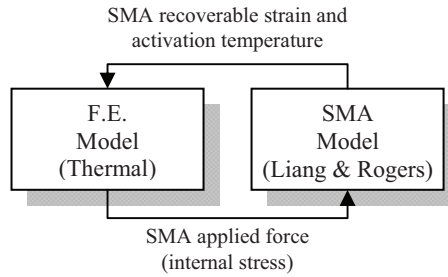 SMA recoverable strain and
activation temperature
F.E.
Model
(Thermal)
SMA
Model
(Liang & Rogers)
SMA applied force
(internal stress)